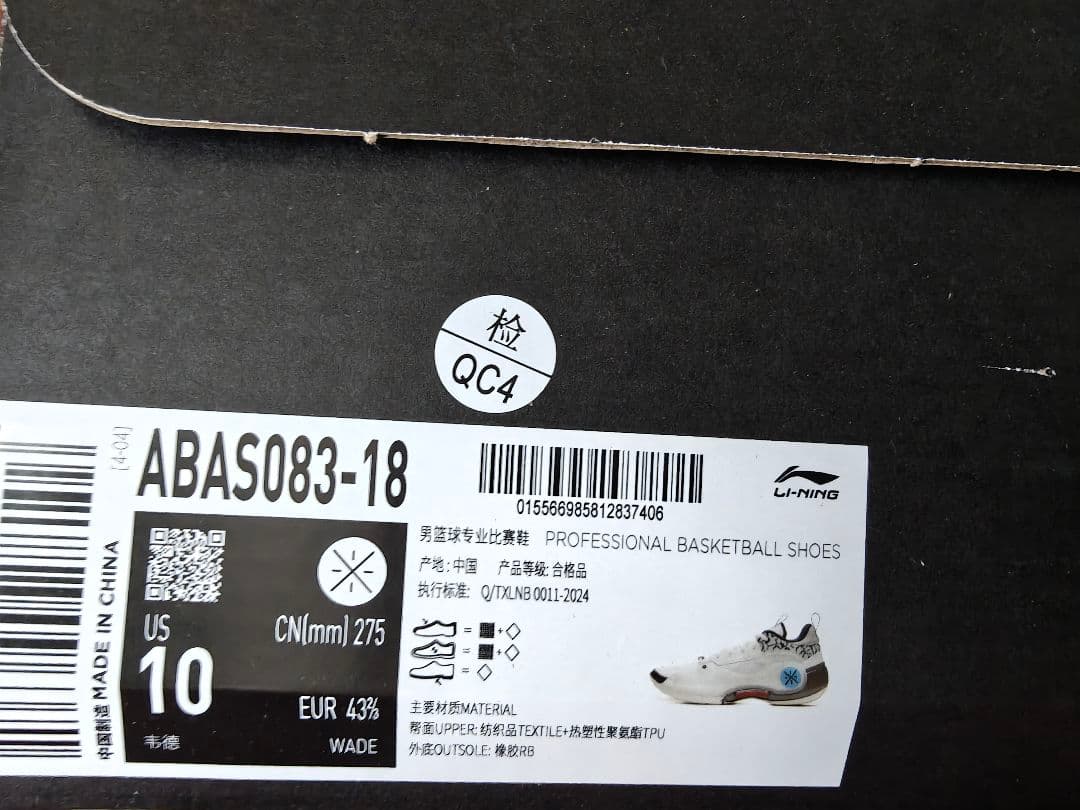 检
QC4
[4-04]
ABAS083-18
015566985812837406
LI-NING
男篮球专业比赛鞋 PROFESSIONAL BASKETBALL SHOES
产地:中国 产品等级:合格品
执行标准: Q/TXLNB 0011-2024
US
10
CN(mm) 275
EUR 43⅔
韦德
WADE
= +
= +
=
主要材质MATERIAL
帮面UPPER: 纺织品TEXTILE+热塑性聚氨酯TPU
外底OUTSOLE: 橡胶RB
中国制造 MADE IN CHINA